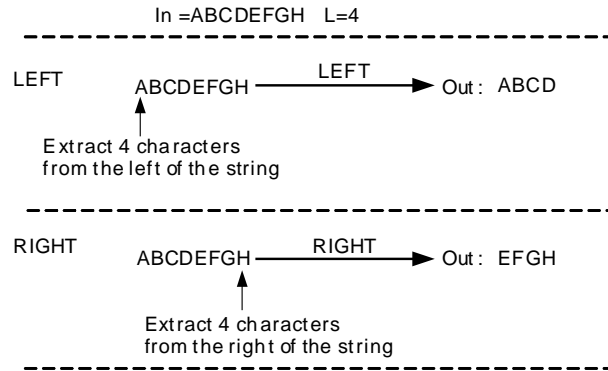 In =ABCDEFGH L=4
LEFT ABCDEFGH LEFT Out : ABCD
Extract 4 characters
from the left of the string
RIGHT ABCDEFGH RIGHT Out : EFGH
Extract 4 characters
from the right of the string